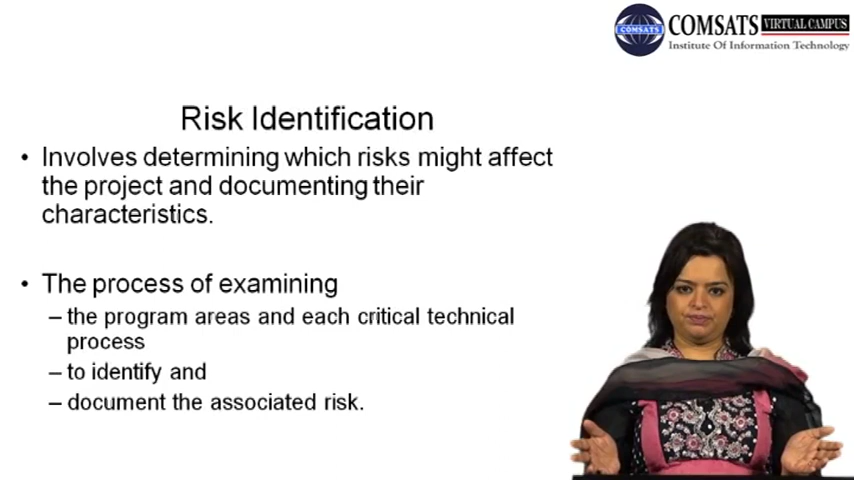 COMSATS VIRTUAL CAMPUS
COMSATS
Institute Of Information Technology
Risk Identification
• Involves determining which risks might affect
the project and documenting their
characteristics.
• The process of examining
– the program areas and each critical technical
process
– to identify and
– document the associated risk.